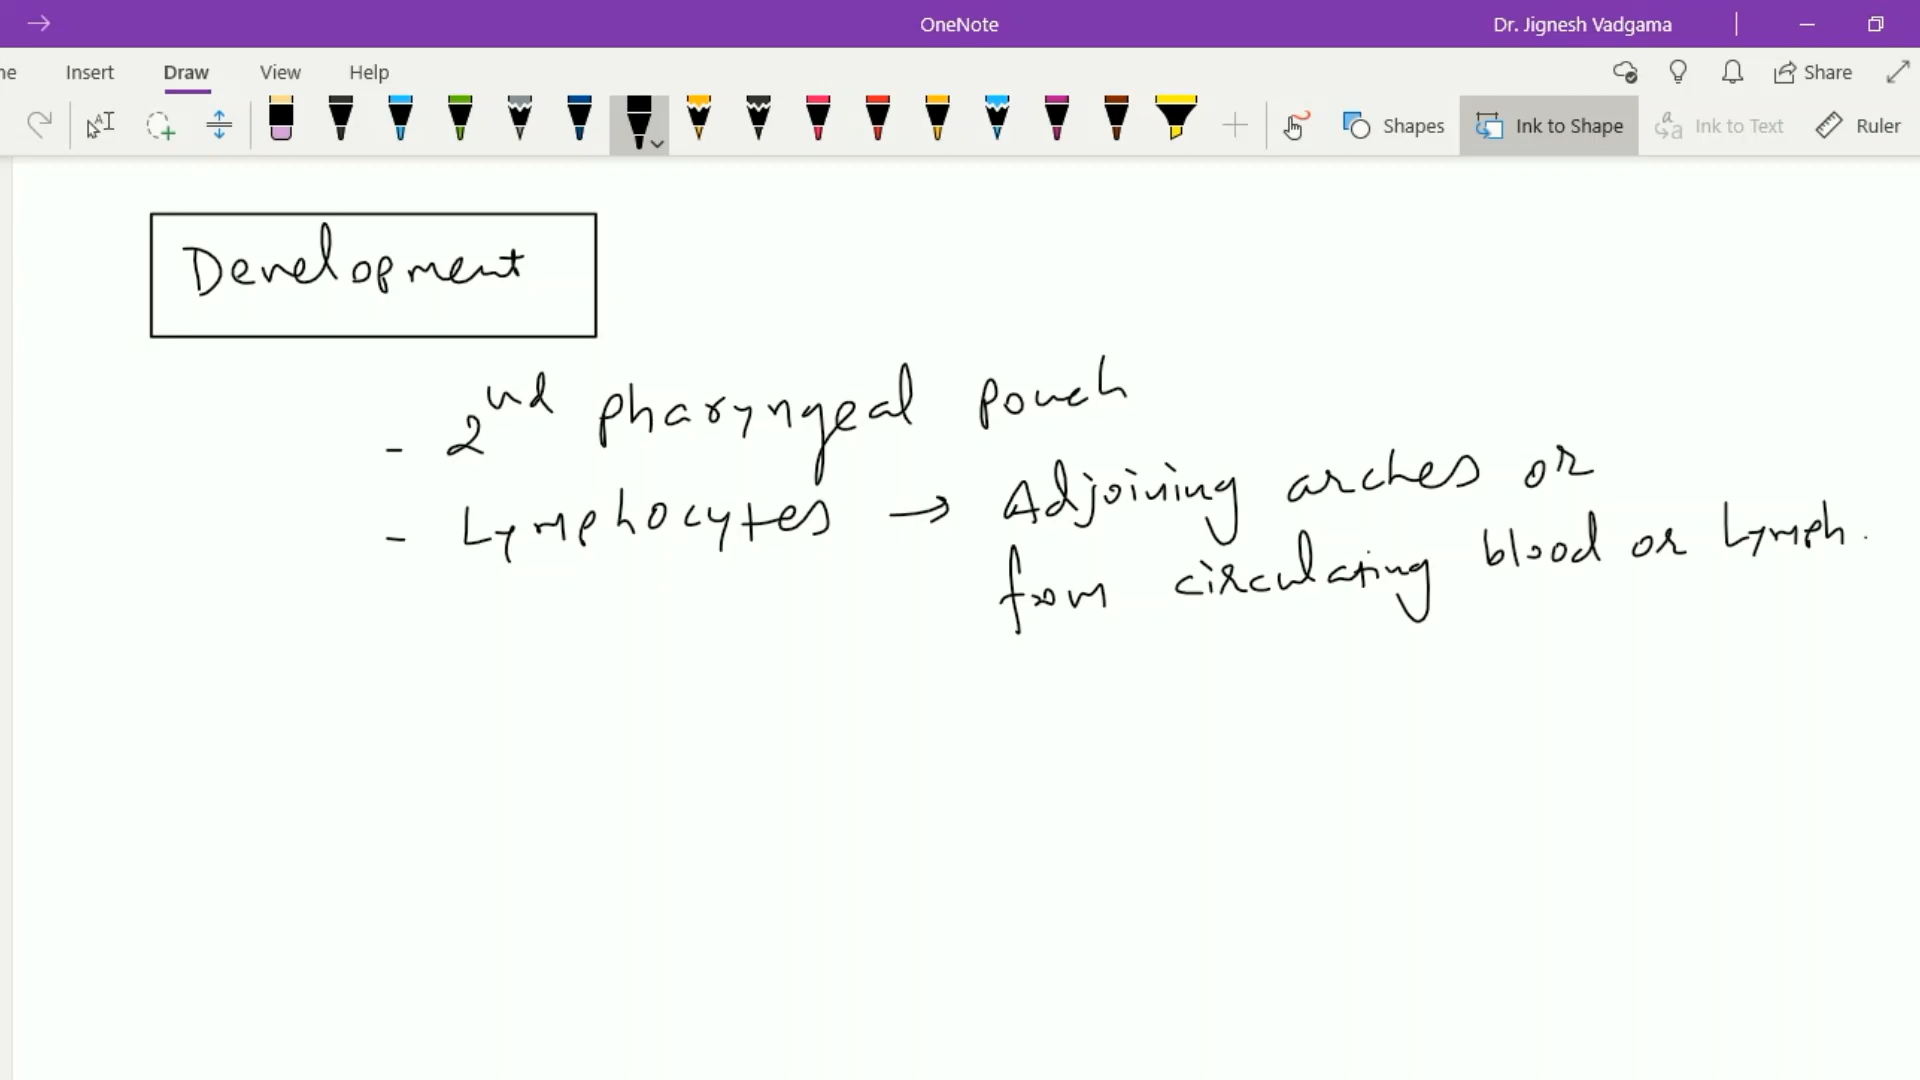 OneNote
Dr. Jignesh Vadgama
Insert Draw View Help
Share
Shapes Ink to Shape Ink to Text Ruler
Development
- 2nd pharyngeal pouch
- Lymphocytes → Adjoining arches or
from circulating blood or Lymph.